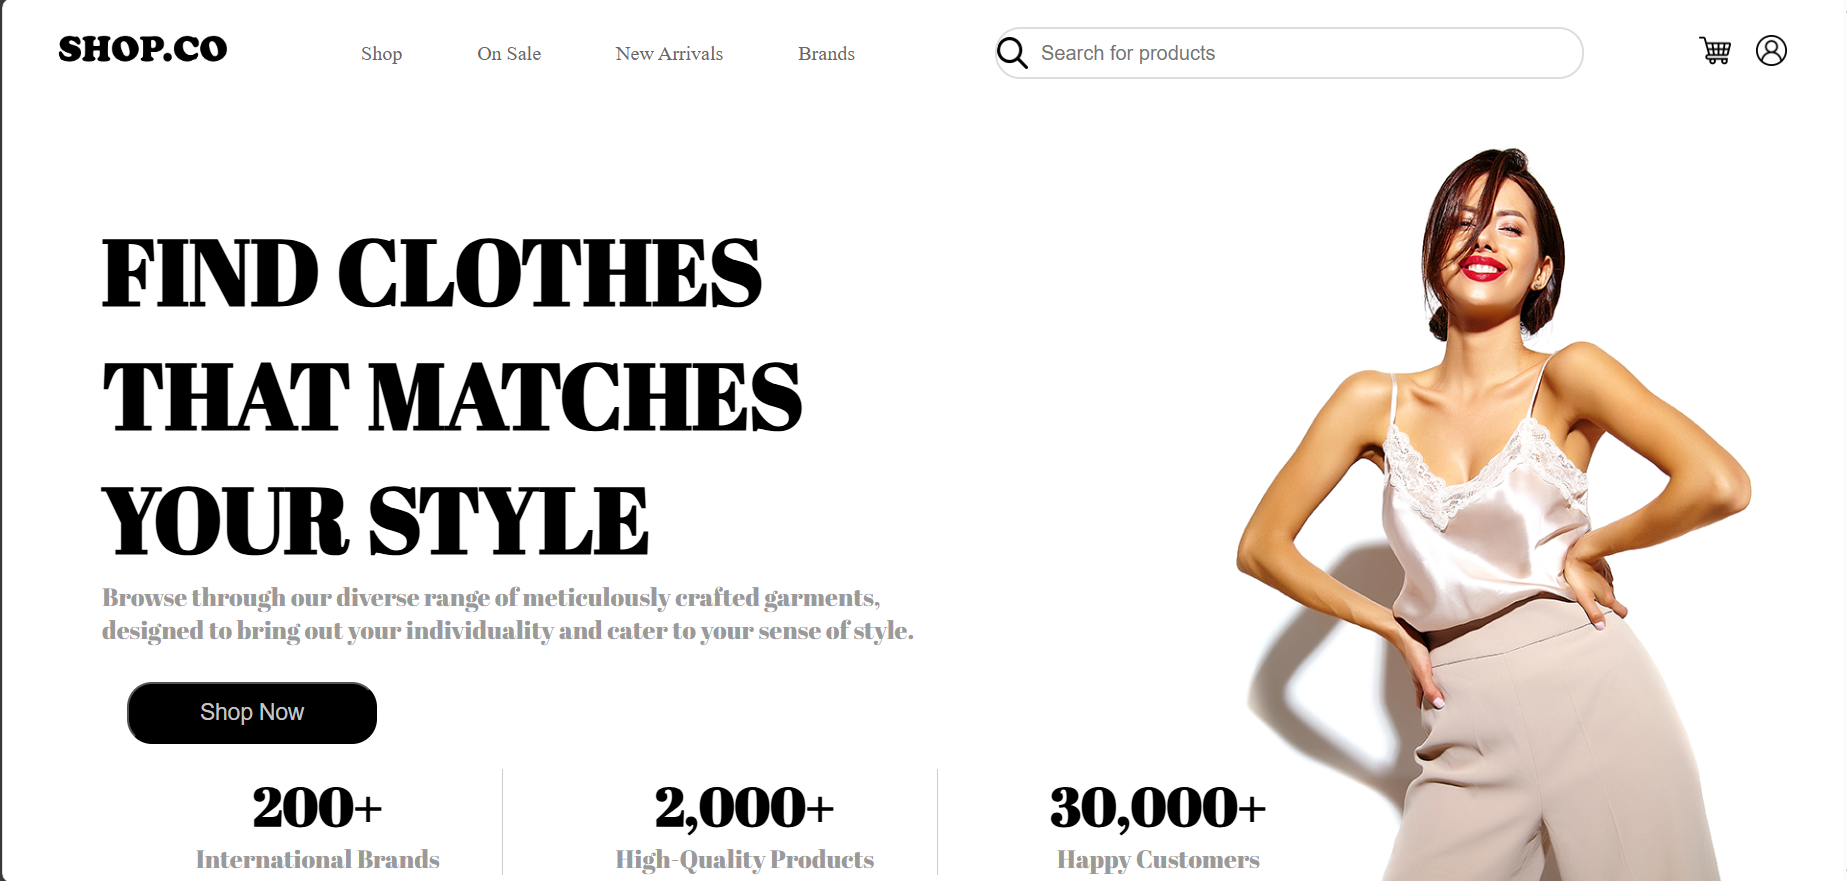 SHOP.CO
Shop
On Sale
New Arrivals
Brands
Search for products
FIND CLOTHES
THAT MATCHES
YOUR STYLE
Browse through our diverse range of meticulously crafted garments,
designed to bring out your individuality and cater to your sense of style.
Shop Now
200+
International Brands
2,000+
High-Quality Products
30,000+
Happy Customers